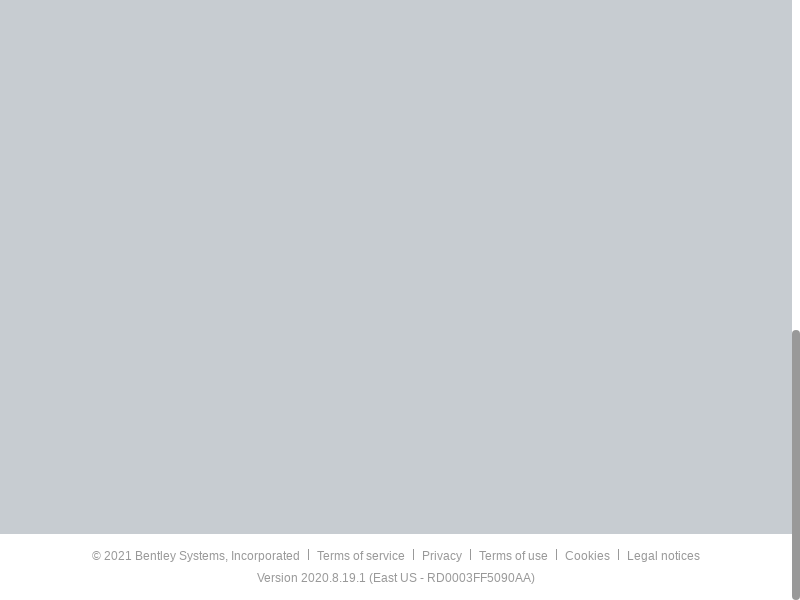 © 2021 Bentley Systems, Incorporated | Terms of service | Privacy | Terms of use | Cookies | Legal notices
Version 2020.8.19.1 (East US - RD0003FF5090AA)